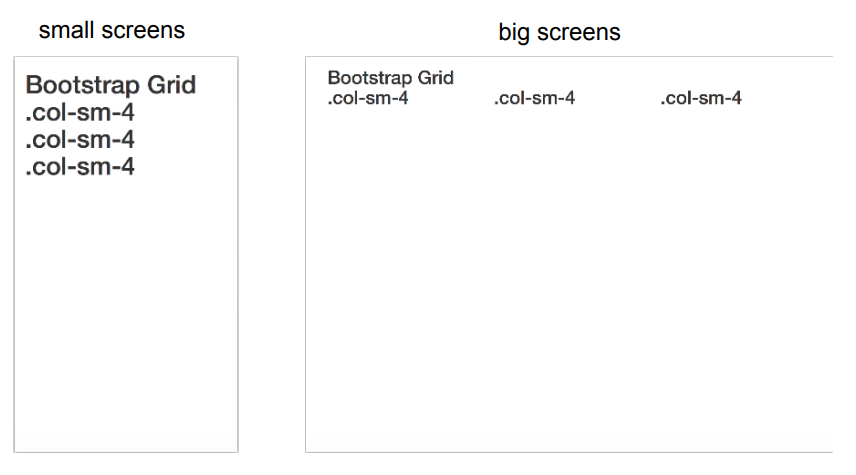 small screens
Bootstrap Grid
.col-sm-4
.col-sm-4
.col-sm-4
big screens
Bootstrap Grid
.col-sm-4 .col-sm-4 .col-sm-4